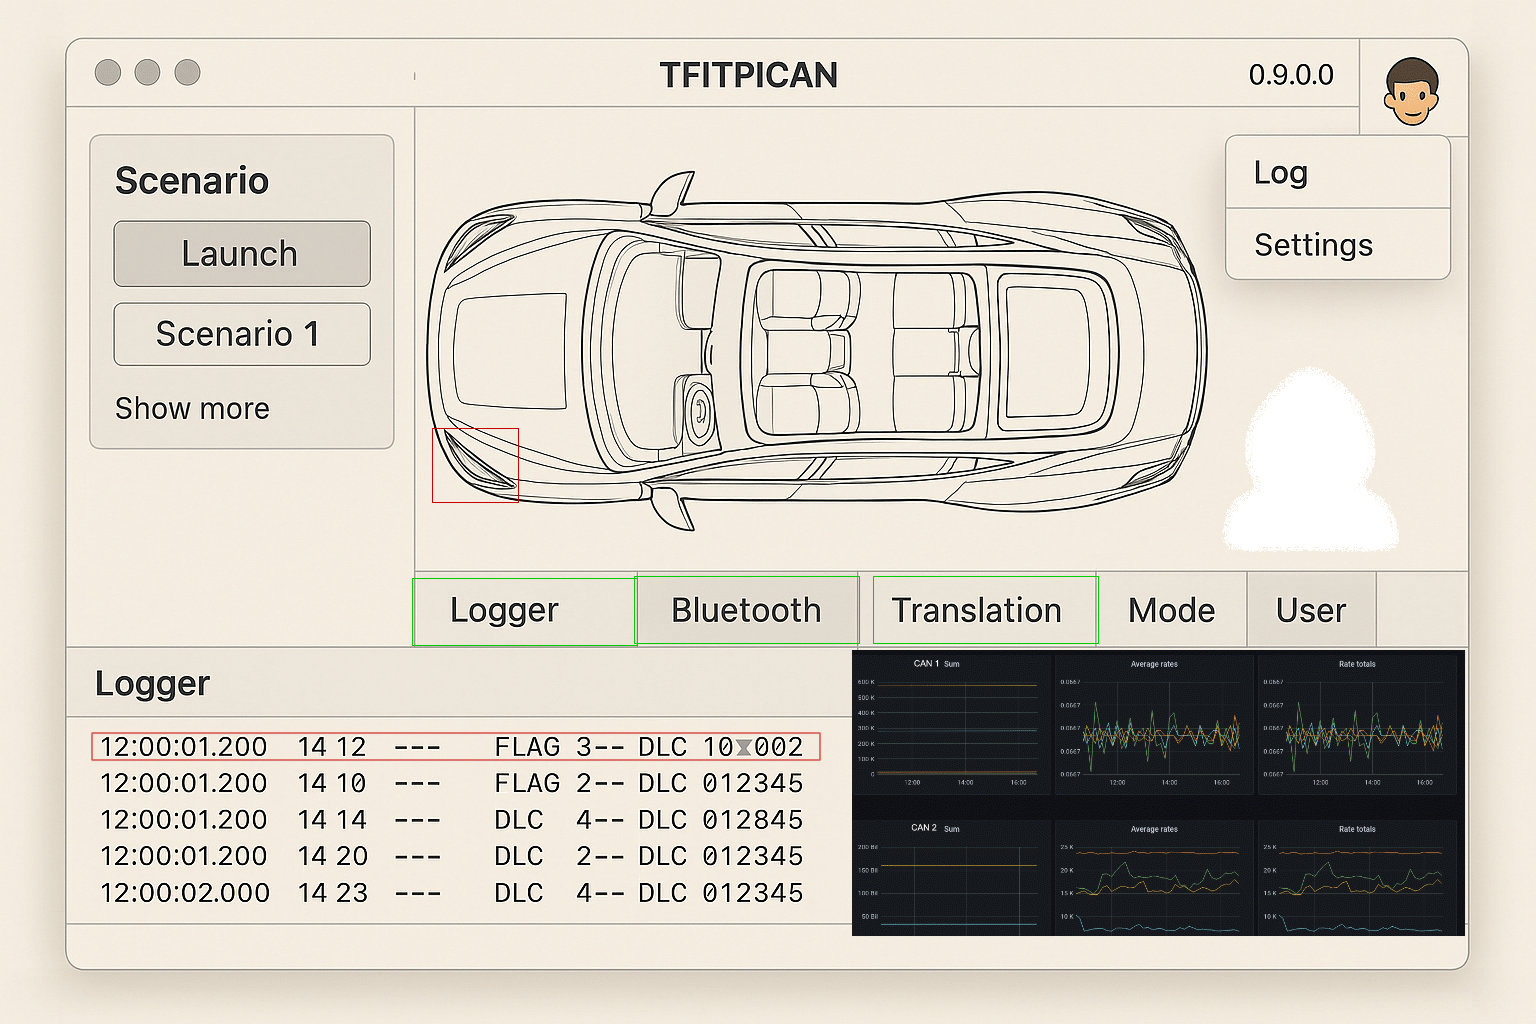 TFITPICAN
0.9.0.0
Log
Settings
Scenario
Launch
Scenario 1
Show more
Logger Bluetooth Translation Mode User
Logger
12:00:01.200 14 12 --- FLAG 3-- DLC 10 002
12:00:01.200 14 10 --- FLAG 2-- DLC 012345
12:00:01.200 14 14 --- DLC 4-- DLC 012845
12:00:01.200 14 20 --- DLC 2-- DLC 012345
12:00:02.000 14 23 --- DLC 4-- DLC 012345
CAN 1 Sum
600 K
500 K
400 K
300 K
200 K
100 K
0
12:00 14:00 16:00
Average rates
0.0667
0.0667
0.0667
0.0667
0.0667
12:00 14:00 16:00
Rate totals
0.0667
0.0667
0.0667
0.0667
0.0667
12:00 14:00 16:00
CAN 2 Sum
200 Bil
150 Bil
100 Bil
50 Bil
Average rates
25 K
20 K
15 K
10 K
Rate totals
25 K
20 K
15 K
10 K